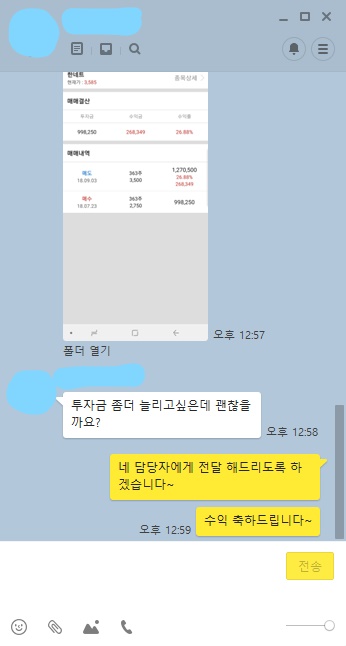 한네트
현재가 : 3,585 종목상세 >
매매결산
투자금 수익금 수익률
998,250 268,349 26.88%
매매내역
매도 363주 1,270,500
18.09.03 3,500 26.88%
268,349
매수 363주 998,250
18.07.23 2,750
오후 12:57
폴더 열기
투자금 좀더 늘리고싶은데 괜찮을
까요?
오후 12:58
네 담당자에게 전달 해드리도록 하
겠습니다~
오후 12:59 수익 축하드립니다~
전송